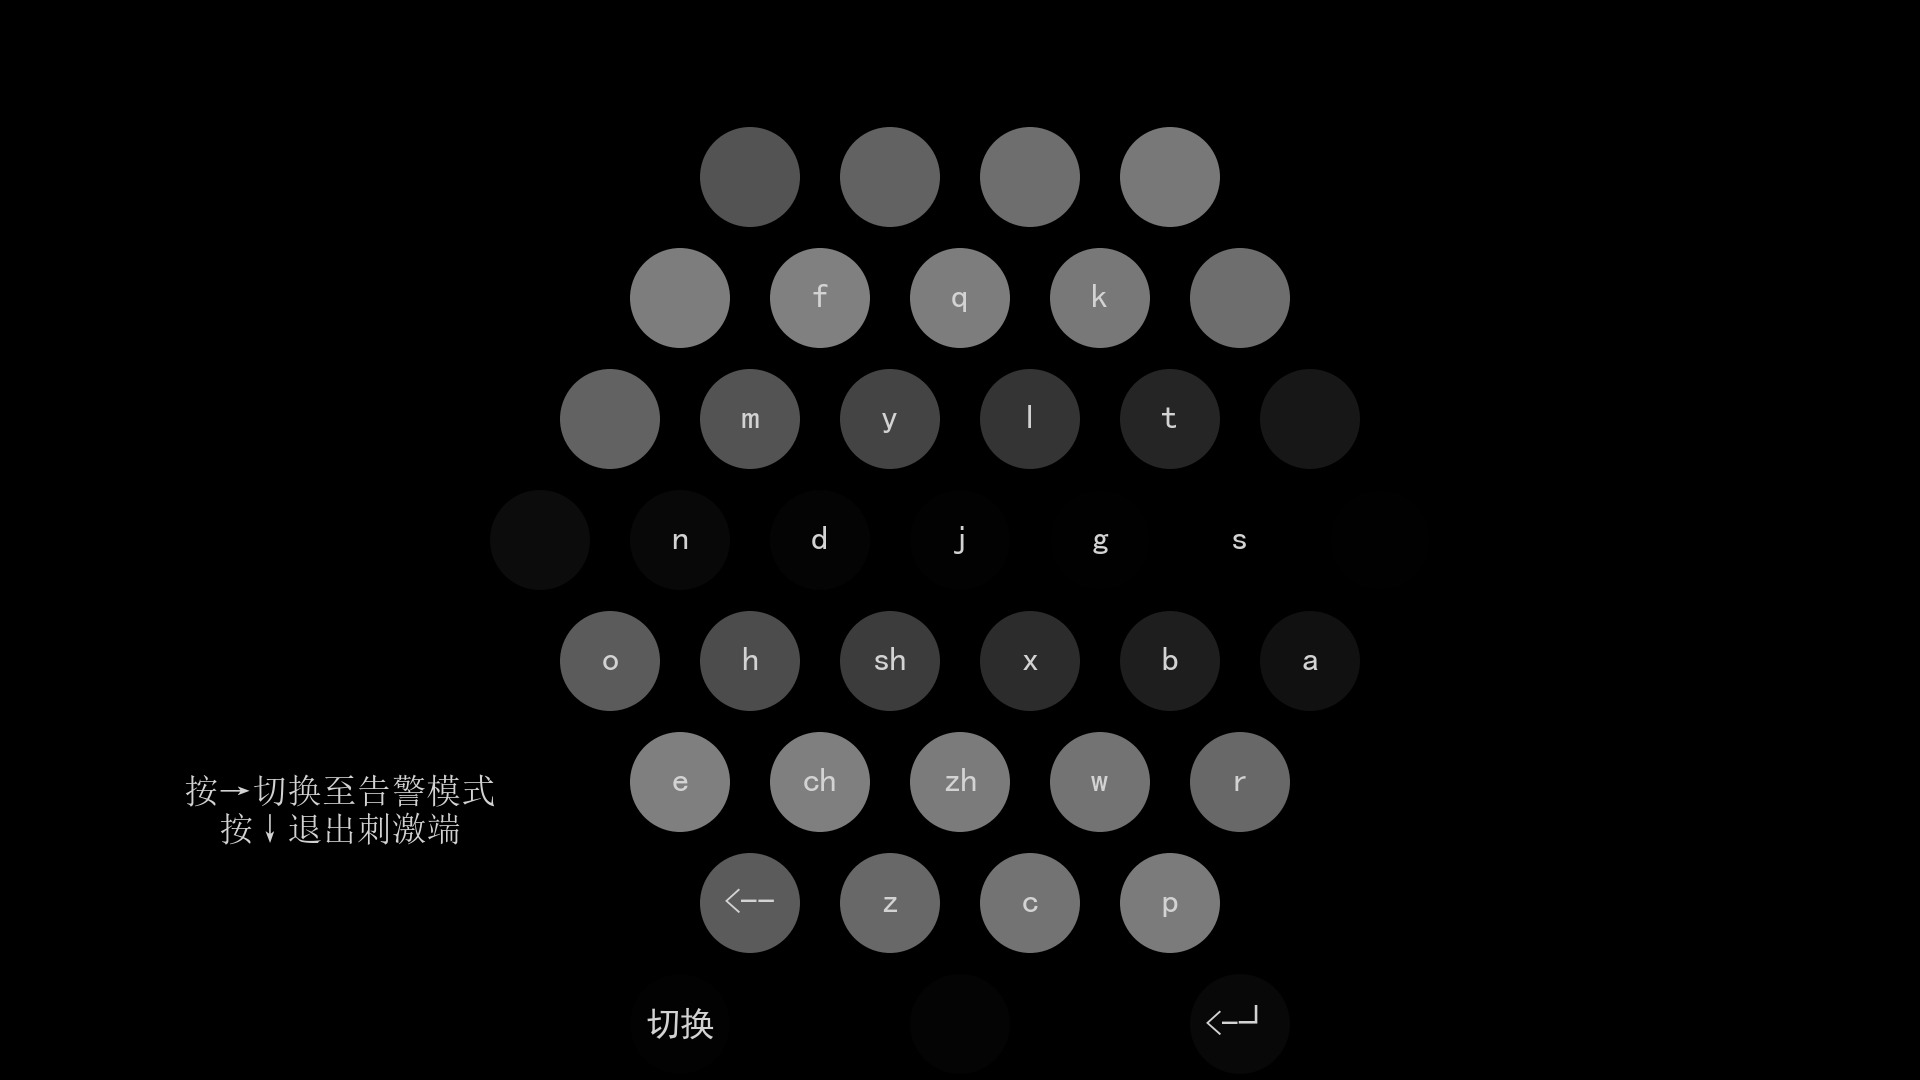 f q k
m y l t
n d j g s
o h sh x b a
e ch zh w r
按→切换至告警模式
按↓退出刺激端
<-- z c p
切换 <-┘